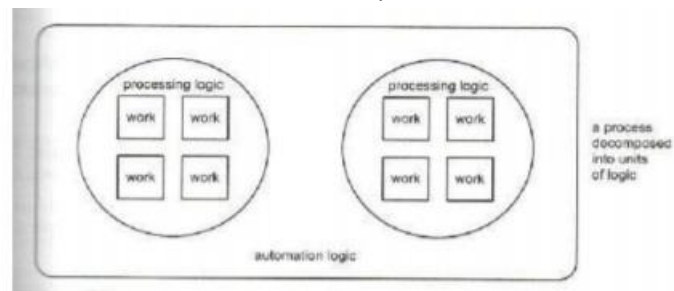 processing logic
work work
work work
processing logic
work work
work work
automation logic
a process
decomposed
into units
of logic